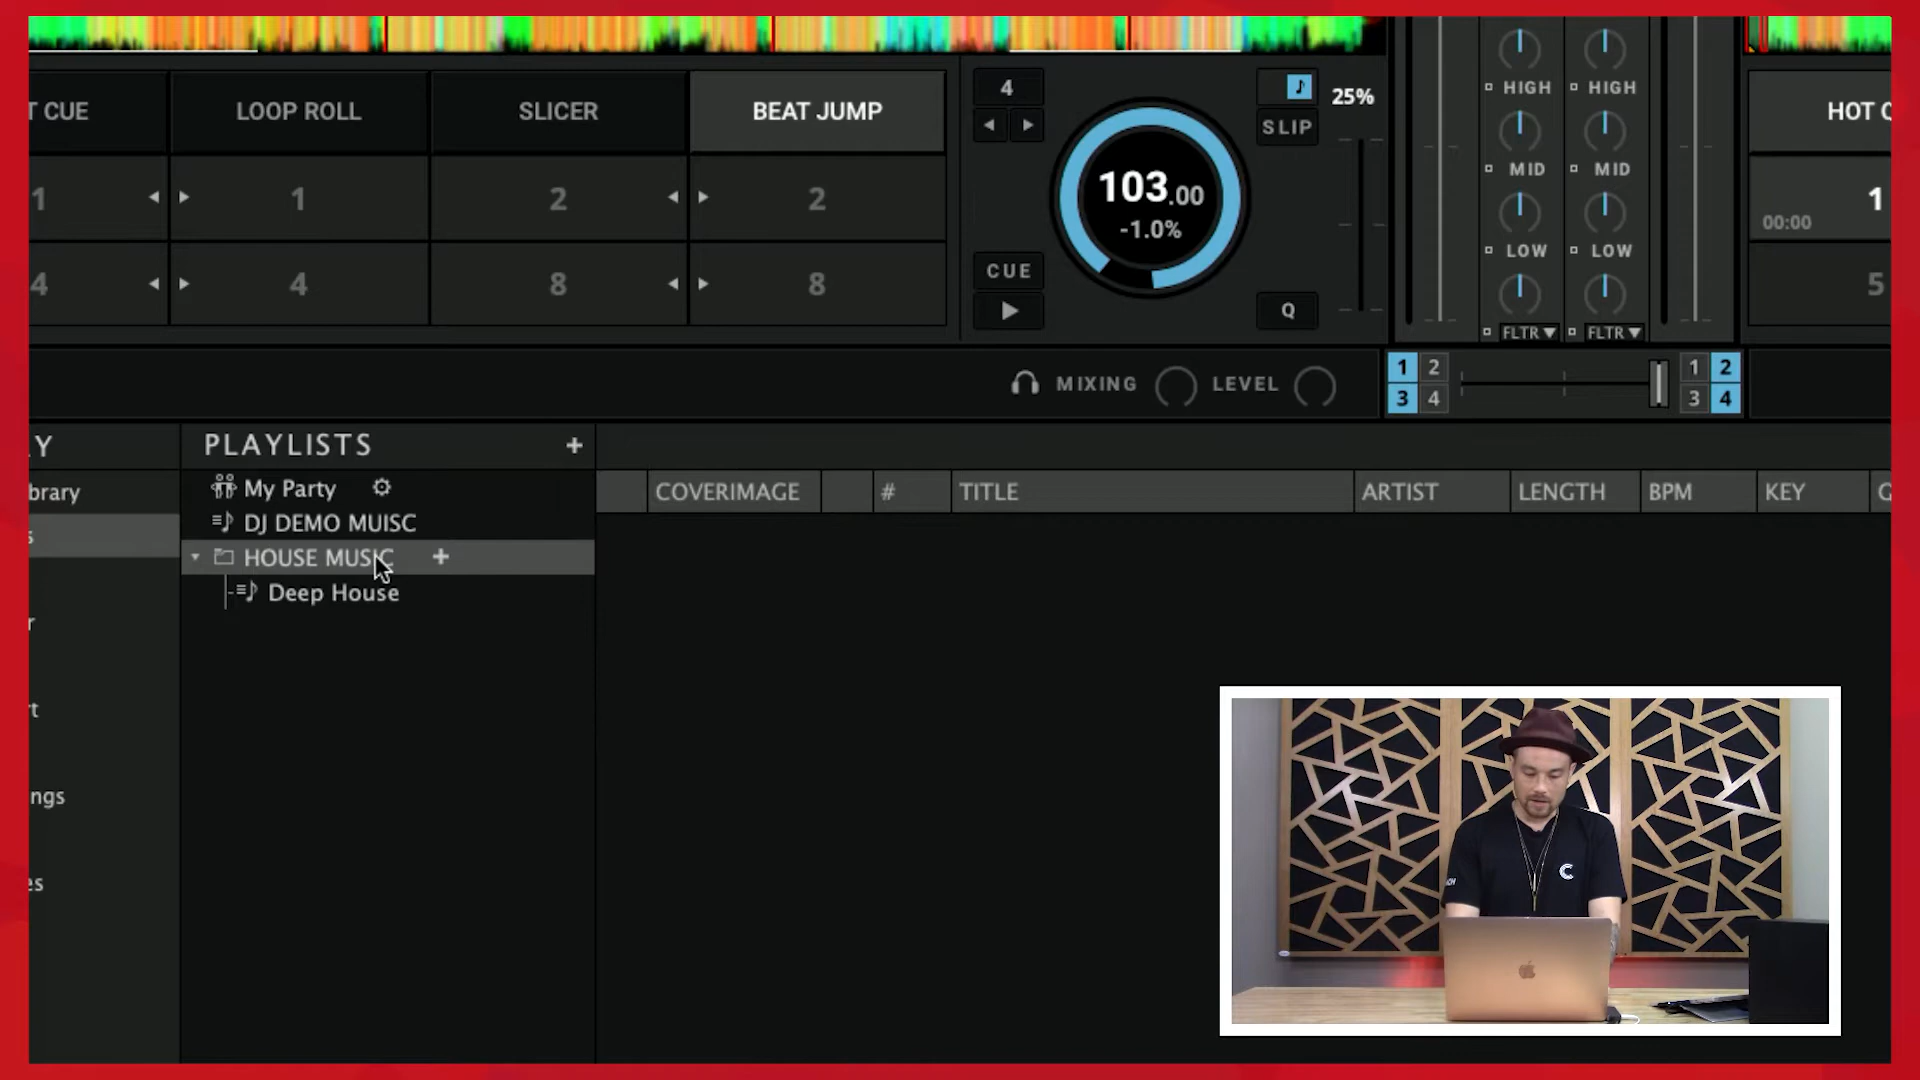 T CUE
LOOP ROLL
SLICER
BEAT JUMP
1
1
2
2
4
4
8
8
4
SLIP
25%
103.00
-1.0%
CUE
Q
HIGH
HIGH
MID
MID
LOW
LOW
FLTR
FLTR
HOT C
1
00:00
5
MIXING
LEVEL
1 2
3 4
1 2
3 4
Y
brary
s
r
t
ngs
es
PLAYLISTS +
My Party
DJ DEMO MUISC
HOUSE MUSIC +
Deep House
COVERIMAGE
#
TITLE
ARTIST
LENGTH
BPM
KEY
G
C